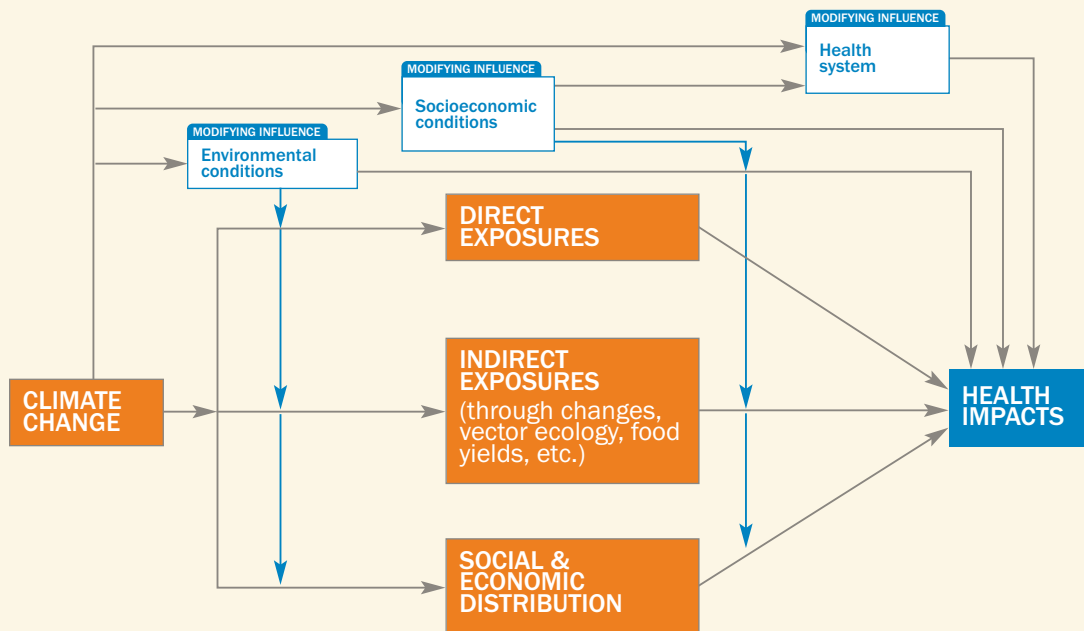 MODIFYING INFLUENCE
Health
system
MODIFYING INFLUENCE
Socioeconomic
conditions
MODIFYING INFLUENCE
Environmental
conditions
DIRECT
EXPOSURES
INDIRECT
EXPOSURES
(through changes,
vector ecology, food
yields, etc.)
CLIMATE
CHANGE
HEALTH
IMPACTS
SOCIAL &
ECONOMIC
DISTRIBUTION